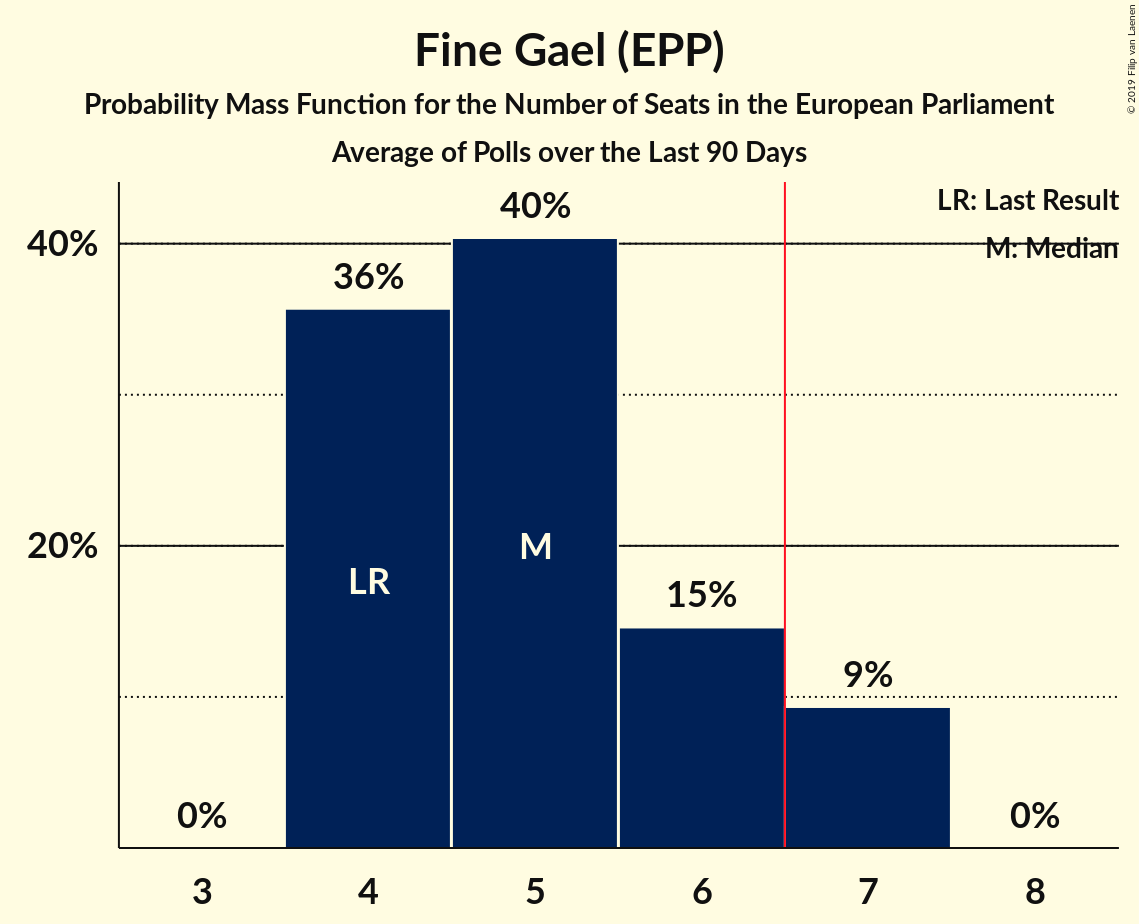 Fine Gael (EPP)
Probability Mass Function for the Number of Seats in the European Parliament
Average of Polls over the Last 90 Days
© 2019 Filip van Laenen
LR: Last Result
M: Median
40%
20%
0%
36%
LR
40%
M
15%
9%
0%
3 4 5 6 7 8